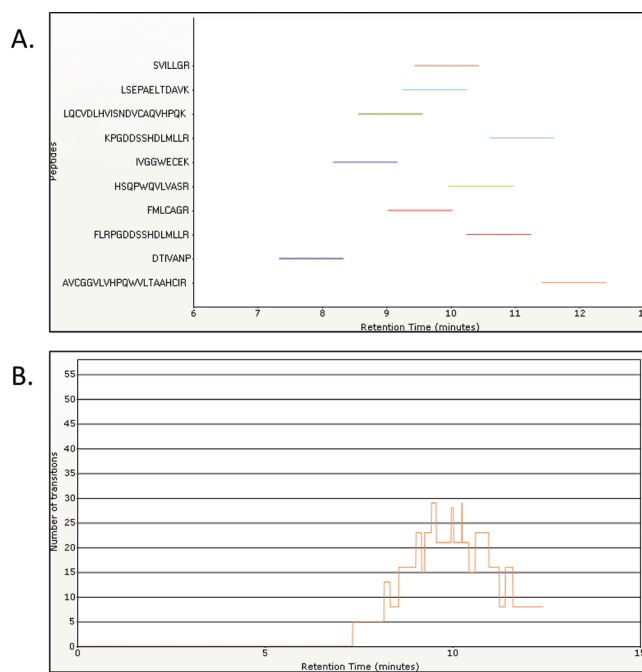 A.
Peptides
SVILLGR
LSEPAELTDAVK
LQCVDLHVISNDVCAQVHPQK
KPGDDSSHDLMLLR
IVGGWECEK
HSQPWQVLVASR
FMLCAGR
FLRPGDDSSHDLMLLR
DTIVANP
AVCGGVLVHPQWVLTAAHCIR
6 7 8 9 10 11 12 13
Retention Time (minutes)
B.
Number of transitions
55
50
45
40
35
30
25
20
15
10
5
0
0 5 10 15
Retention Time (minutes)